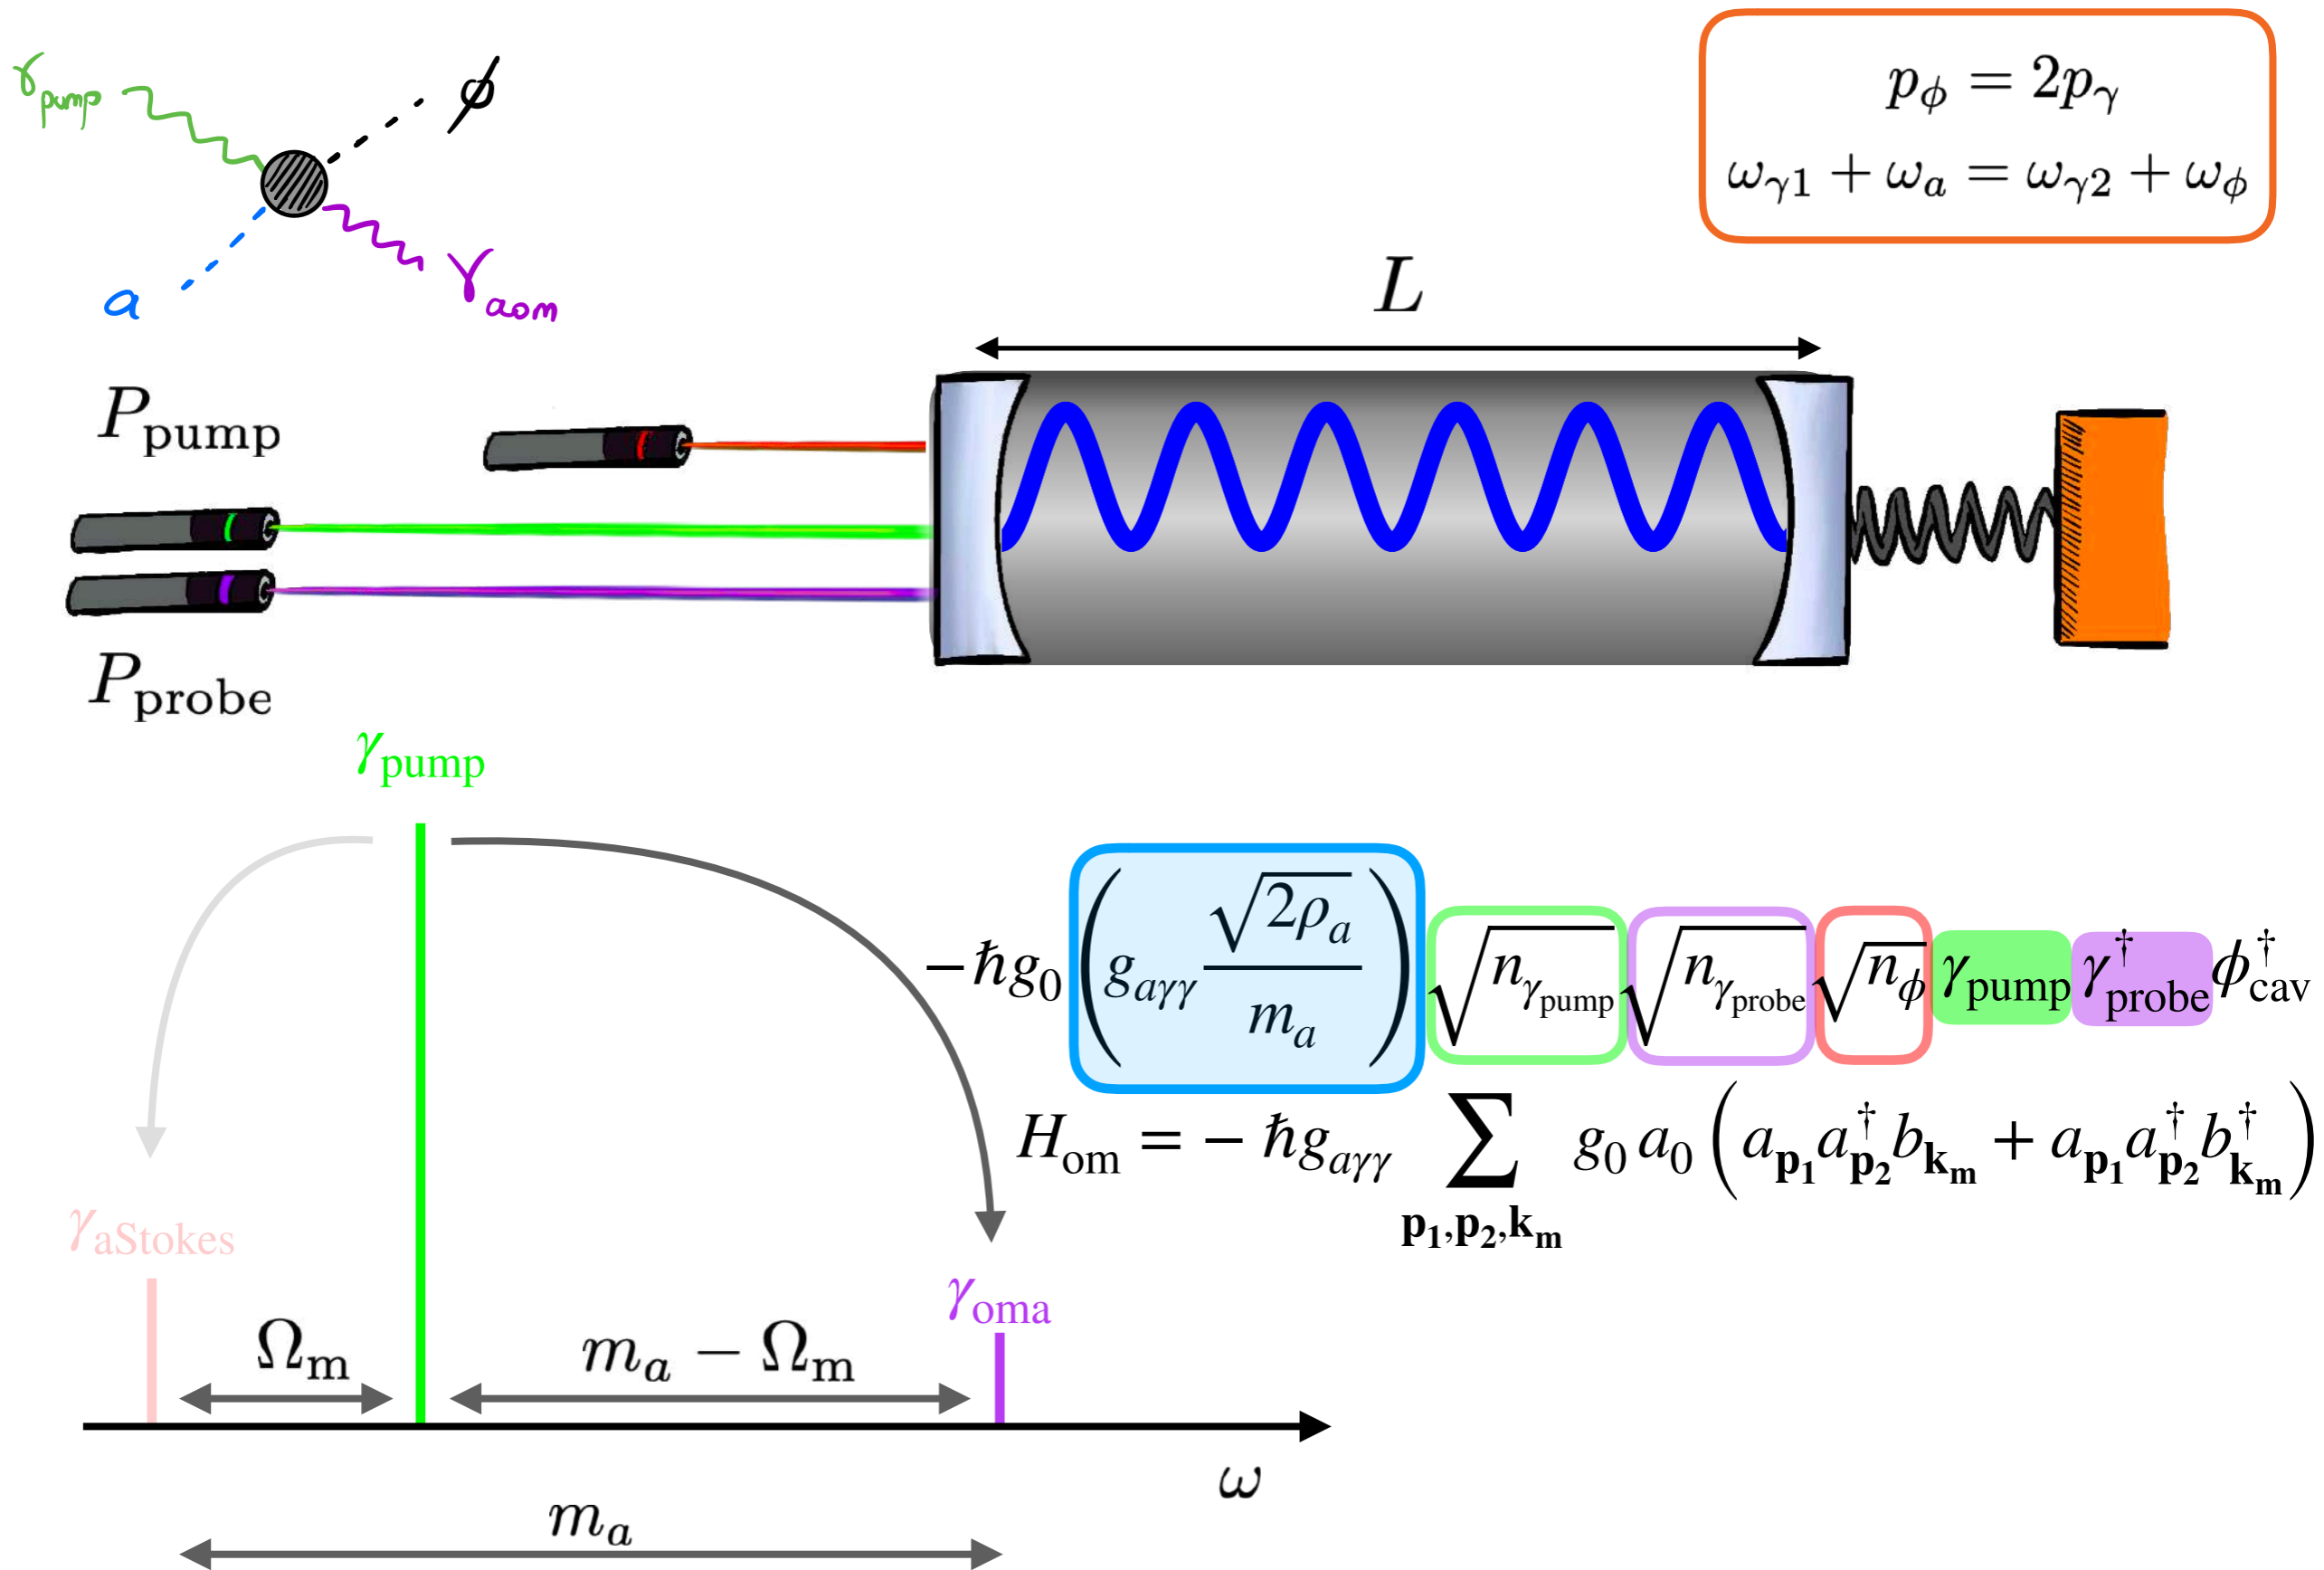 γpump
ϕ
a
γaom
pϕ = 2pγ
ωγ1 + ωa = ωγ2 + ωϕ
L
Ppump
Pprobe
γpump
−ℏg0 (gaγγ √2ρa / ma) √nγpump √nγprobe √nϕ γpump γ†probe ϕ†cav
Hom = − ℏgaγγ ∑p1,p2,km g0 a0 (ap1 a†p2 bkm + ap1 a†p2 b†km)
γaStokes
γoma
Ωm
ma − Ωm
ω
ma